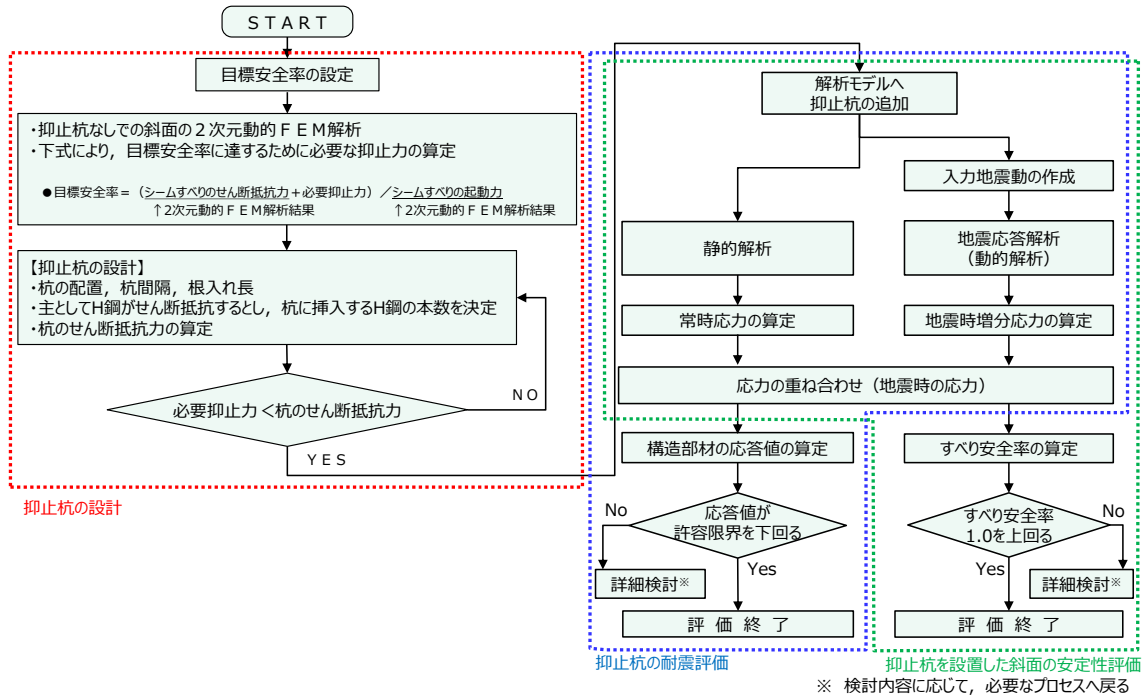 ＳＴＡＲＴ
目標安全率の設定
・抑止杭なしでの斜面の２次元動的ＦＥＭ解析
・下式により，目標安全率に達するために必要な抑止力の算定
●目標安全率＝（シームすべりのせん断抵抗力＋必要抑止力）／シームすべりの起動力
↑2次元動的ＦＥＭ解析結果　↑2次元動的ＦＥＭ解析結果
【抑止杭の設計】
・杭の配置，杭間隔，根入れ長
・主としてH鋼がせん断抵抗するとし，杭に挿入するH鋼の本数を決定
・杭のせん断抵抗力の算定
必要抑止力＜杭のせん断抵抗力
ＮＯ
ＹＥＳ
抑止杭の設計
解析モデルへ
抑止杭の追加
入力地震動の作成
静的解析
地震応答解析
（動的解析）
常時応力の算定
地震時増分応力の算定
応力の重ね合わせ（地震時の応力）
構造部材の応答値の算定
すべり安全率の算定
No
応答値が
許容限界を下回る
Yes
詳細検討※
評 価 終 了
すべり安全率
1.0を上回る
No
Yes
詳細検討※
評 価 終 了
抑止杭の耐震評価
抑止杭を設置した斜面の安定性評価
※ 検討内容に応じて，必要なプロセスへ戻る